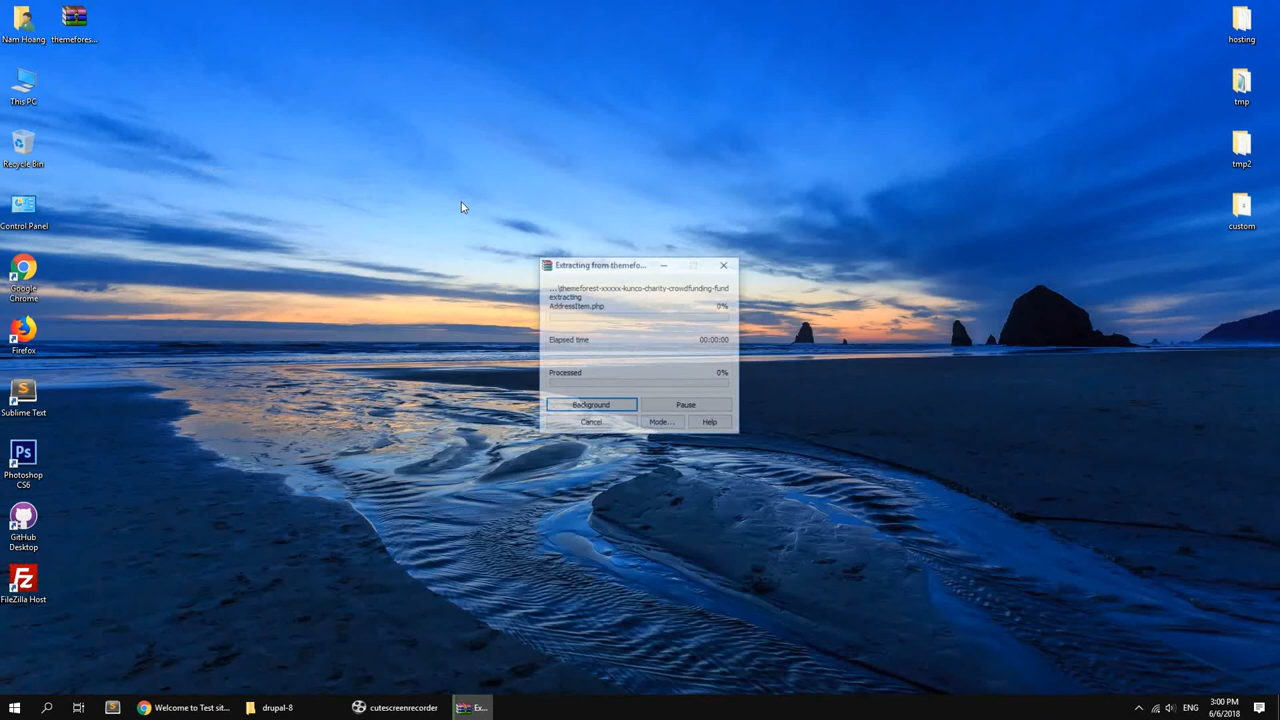 Nam Hoang
themefores...
This PC
Recycle Bin
Control Panel
Google
Chrome
Firefox
Sublime Text
Photoshop
CS6
GitHub
Desktop
FileZilla Host
hosting
tmp
tmp2
custom
Extracting from themefo...
...\themeforest-xxxxx-kunco-charity-crowdfunding-fund
extracting
AddressItem.php 0%
Elapsed time 00:00:00
Processed 0%
Background Pause
Cancel Mode... Help
Welcome to Test sit... drupal-8 cutescreenrecorder Ex... ENG
3:00 PM
6/6/2018